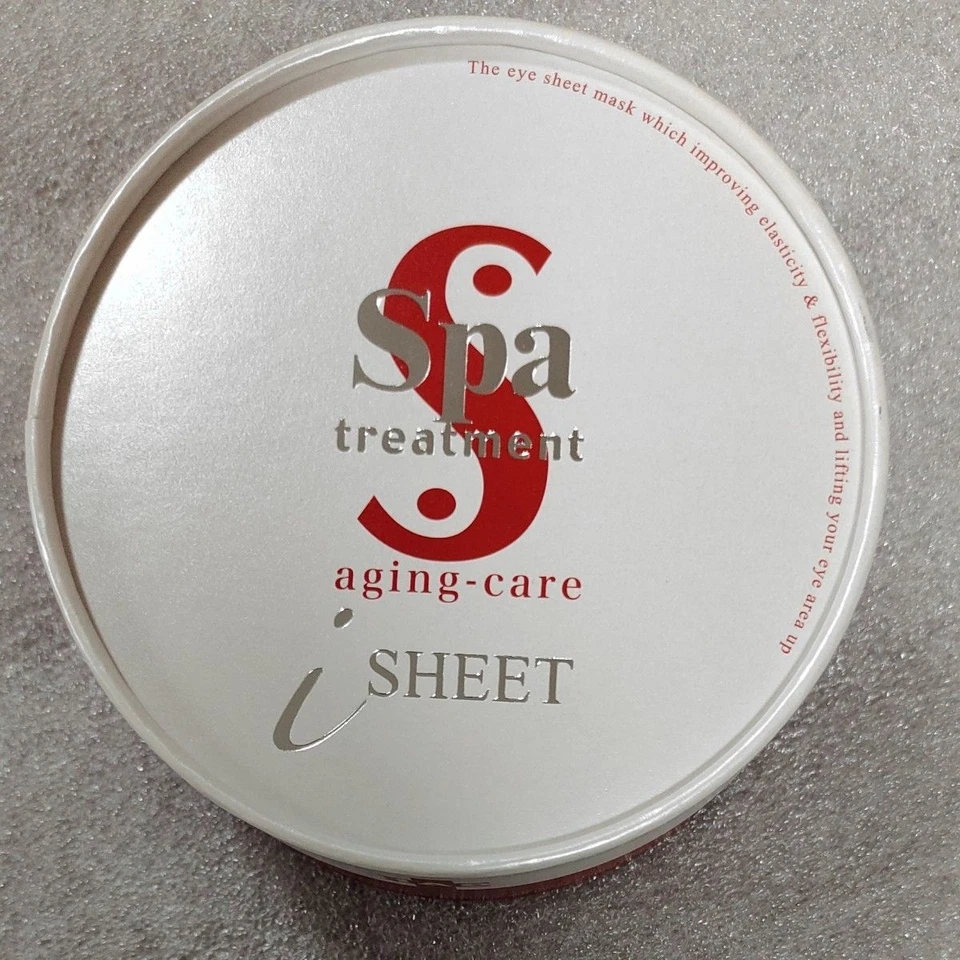 The eye sheet mask which improving elasticity & flexibility and lifting your eye area up
S
Spa
treatment
aging-care
i SHEET